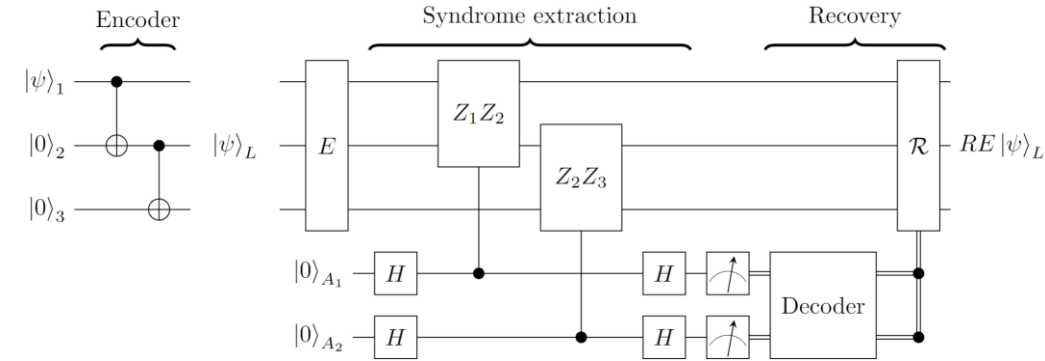 Encoder Syndrome extraction Recovery
|ψ⟩₁
|0⟩₂ |ψ⟩_L E Z₁Z₂ ℛ RE |ψ⟩_L
Z₂Z₃
|0⟩₃
|0⟩_{A₁} H H
Decoder
|0⟩_{A₂} H H